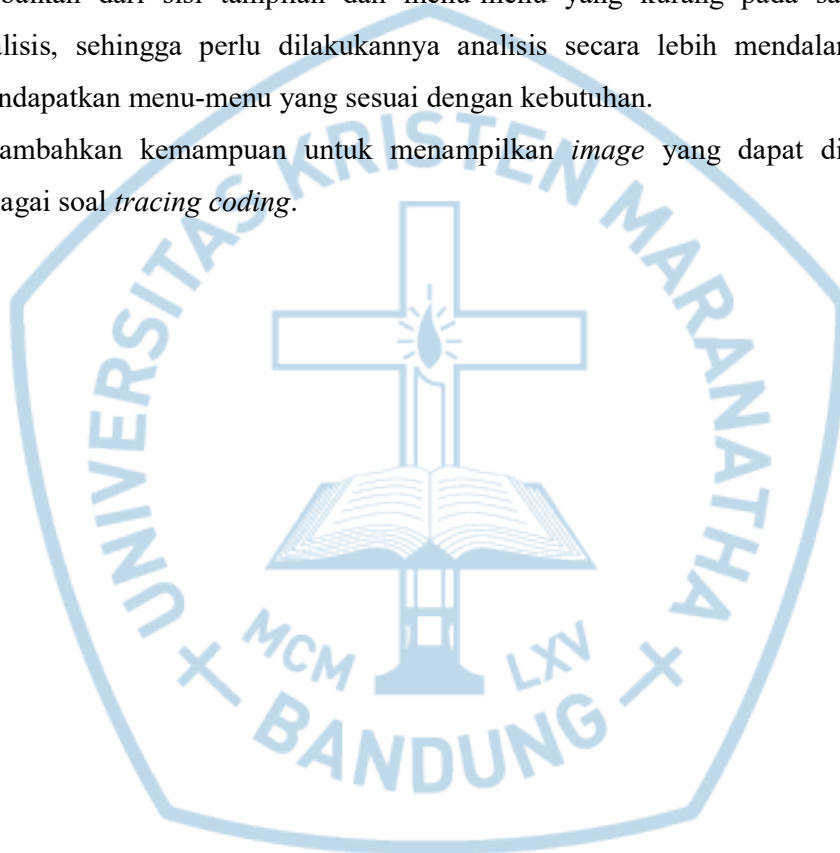 dari sisi tampilan dan menu-menu yang kurang pada
sehingga perlu dilakukannya analisis secara lebih
menu-menu yang sesuai dengan kebutuhan.
kemampuan untuk menampilkan image yang dapat
soal tracing coding.
UNIVERSITAS KRISTEN MARANATHA
MCM LXV
BANDUNG